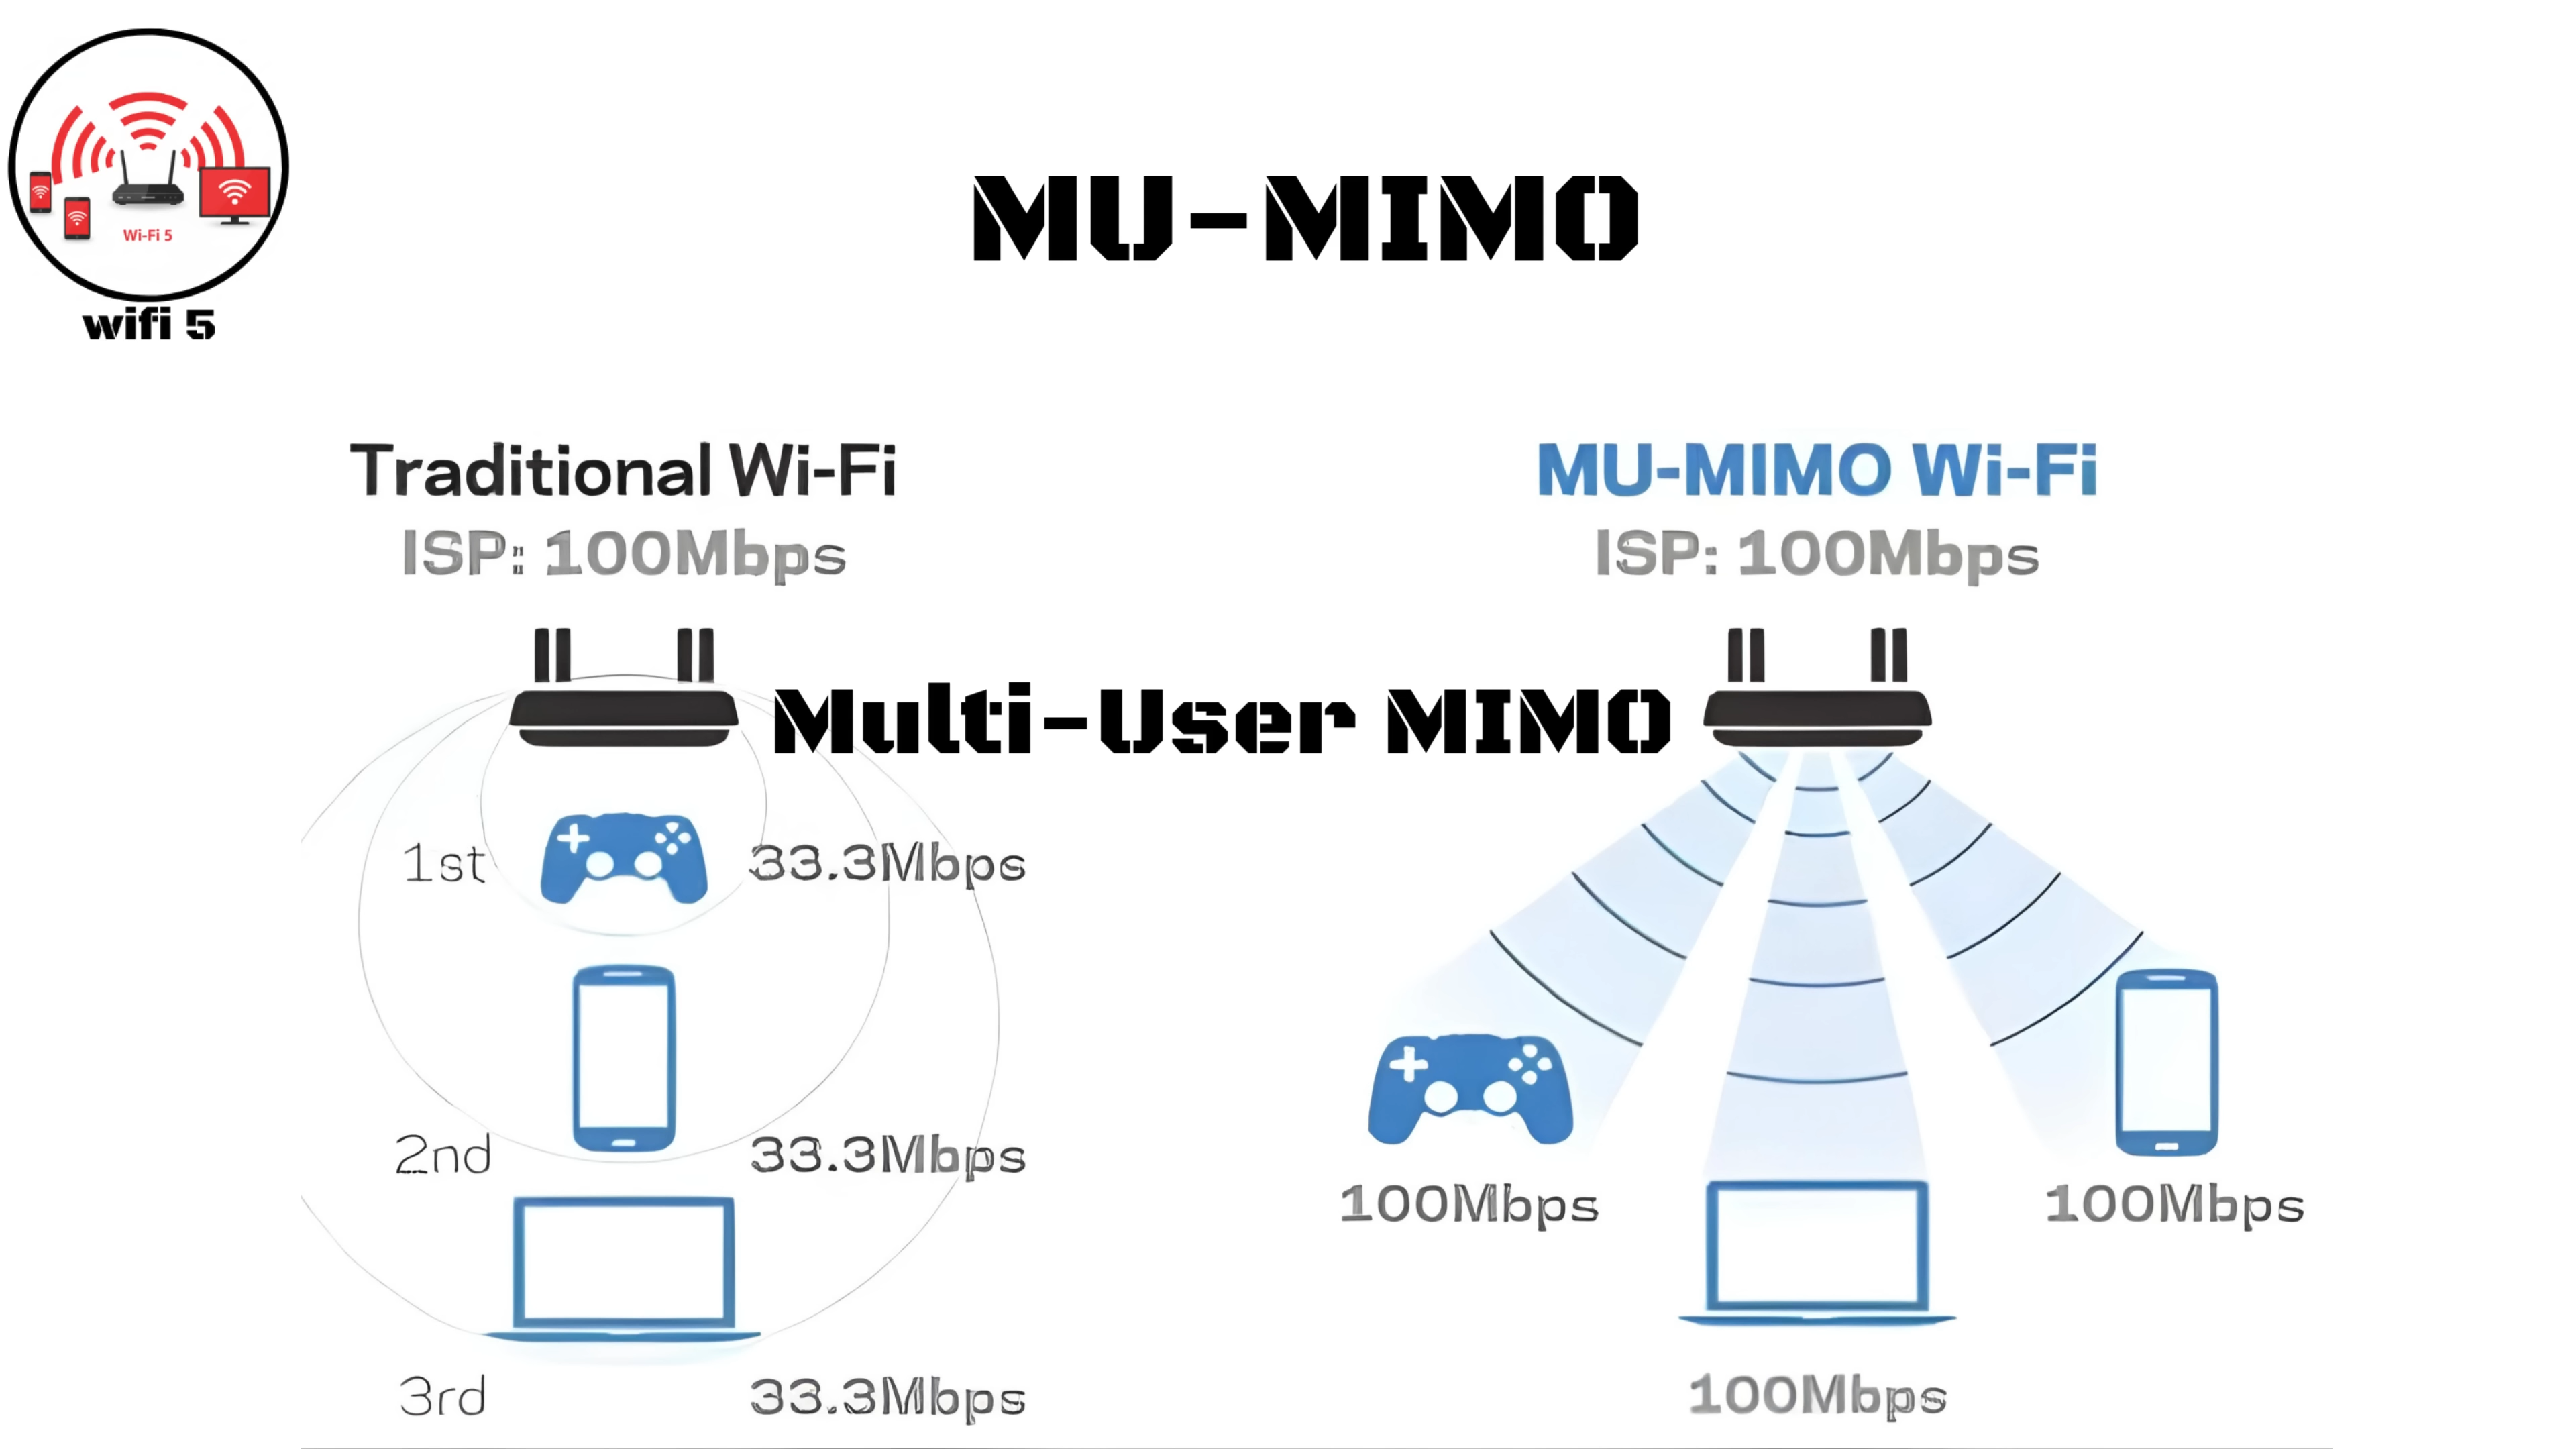 MU-MIMO
Wi-Fi 5
wifi 5
Traditional Wi-Fi
ISP: 100Mbps
MU-MIMO Wi-Fi
ISP: 100Mbps
Multi-User MIMO
1st
33.3Mbps
2nd
33.3Mbps
3rd
33.3Mbps
100Mbps
100Mbps
100Mbps